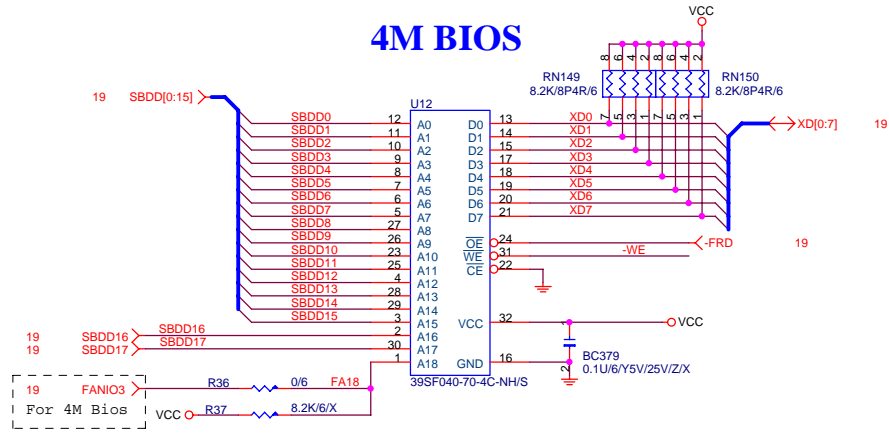 4M BIOS
VCC
8 6 4 2 8 6 4 2
RN149
8.2K/8P4R/6
RN150
8.2K/8P4R/6
7 5 3 1 7 5 3 1
U12
19 SBDD[0:15]
XD[0:7] 19
SBDD0 12 A0 D0 13 XD0
SBDD1 11 A1 D1 14 XD1
SBDD2 10 A2 D2 15 XD2
SBDD3 9 A3 D3 17 XD3
SBDD4 8 A4 D4 18 XD4
SBDD5 7 A5 D5 19 XD5
SBDD6 6 A6 D6 20 XD6
SBDD7 5 A7 D7 21 XD7
SBDD8 27 A8
SBDD9 26 A9 OE 24 -FRD 19
SBDD10 23 A10 WE 31 -WE
SBDD11 25 A11 CE 22
SBDD12 4 A12
SBDD13 28 A13
SBDD14 29 A14
SBDD15 3 A15 VCC 32 VCC
19 SBDD16 SBDD16 2 A16
19 SBDD17 SBDD17 30 A17
1 A18 GND 16
1
2
BC379
0.1U/6/Y5V/25V/Z/X
39SF040-70-4C-NH/S
19 FANIO3 R36 0/6 FA18
For 4M Bios
VCC R37 8.2K/6/X